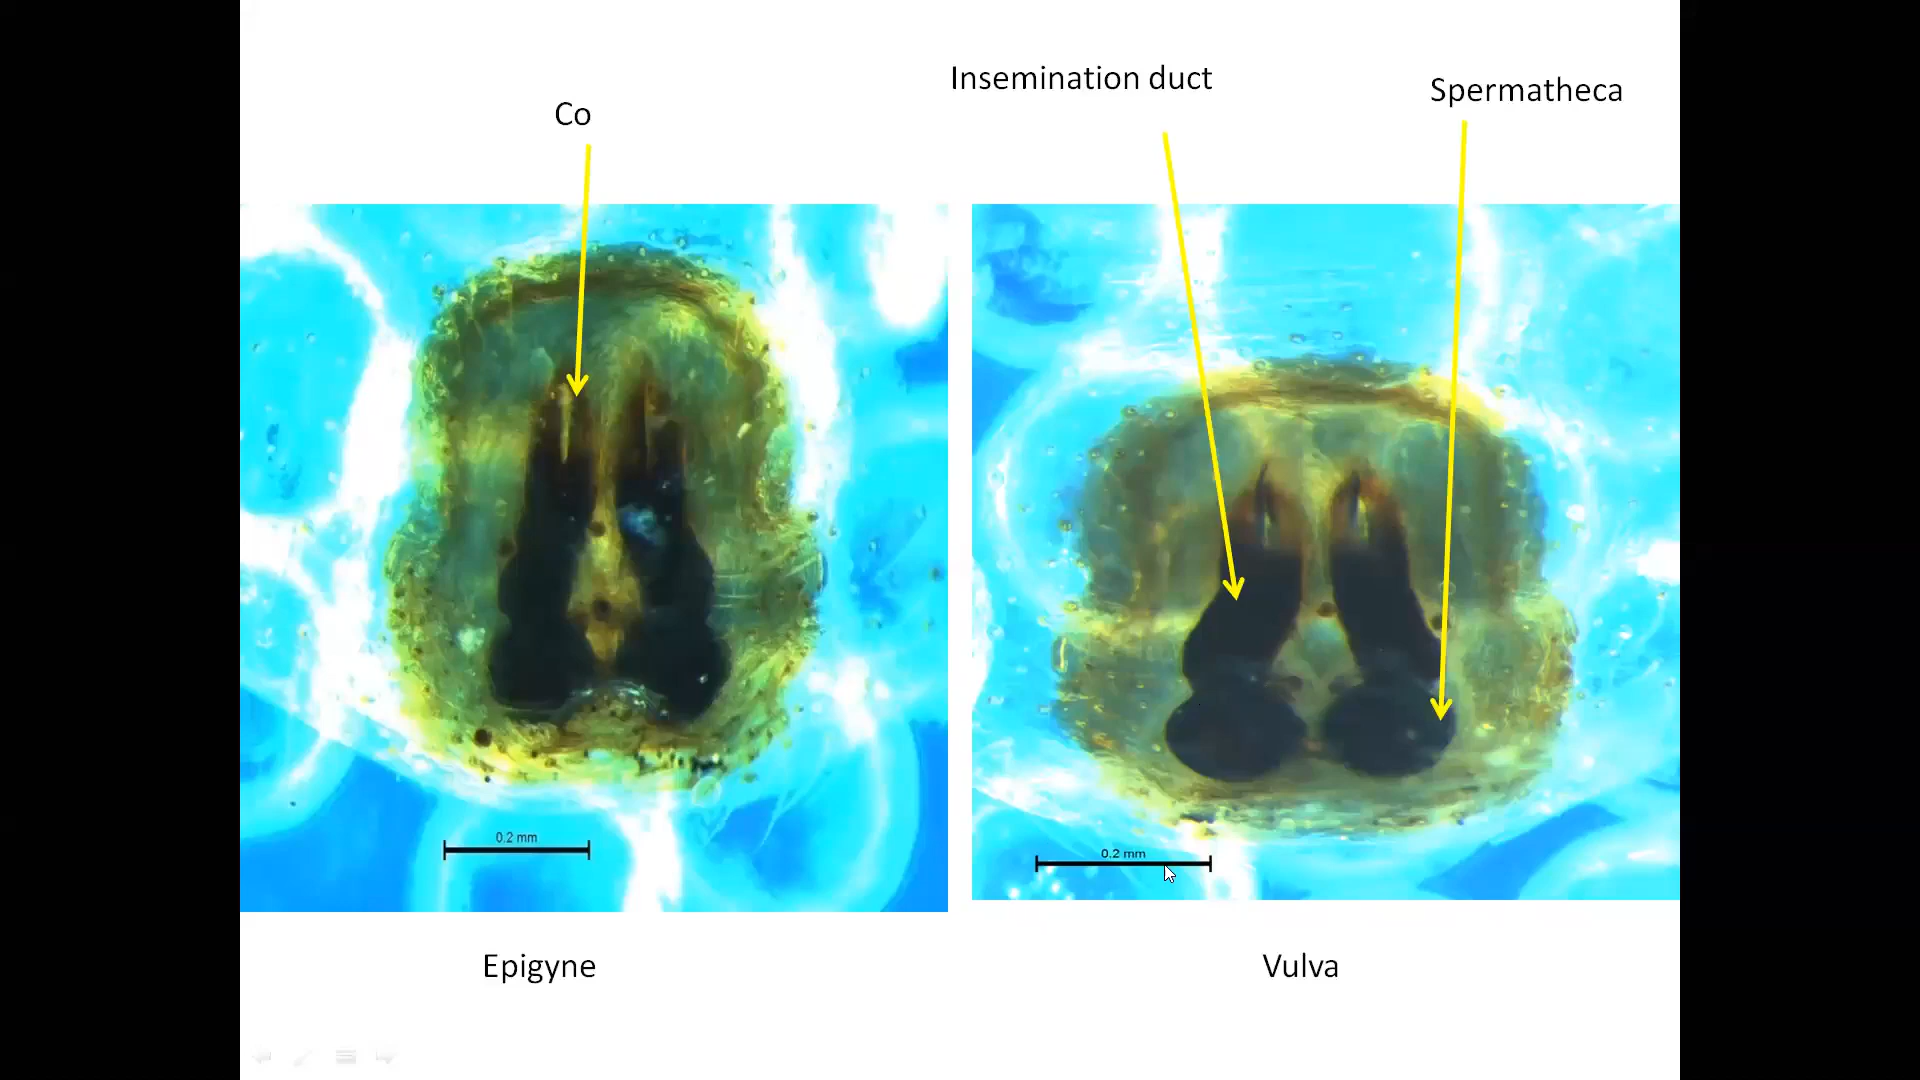 Co
Insemination duct
Spermatheca
0.2 mm
0.2 mm
Epigyne
Vulva